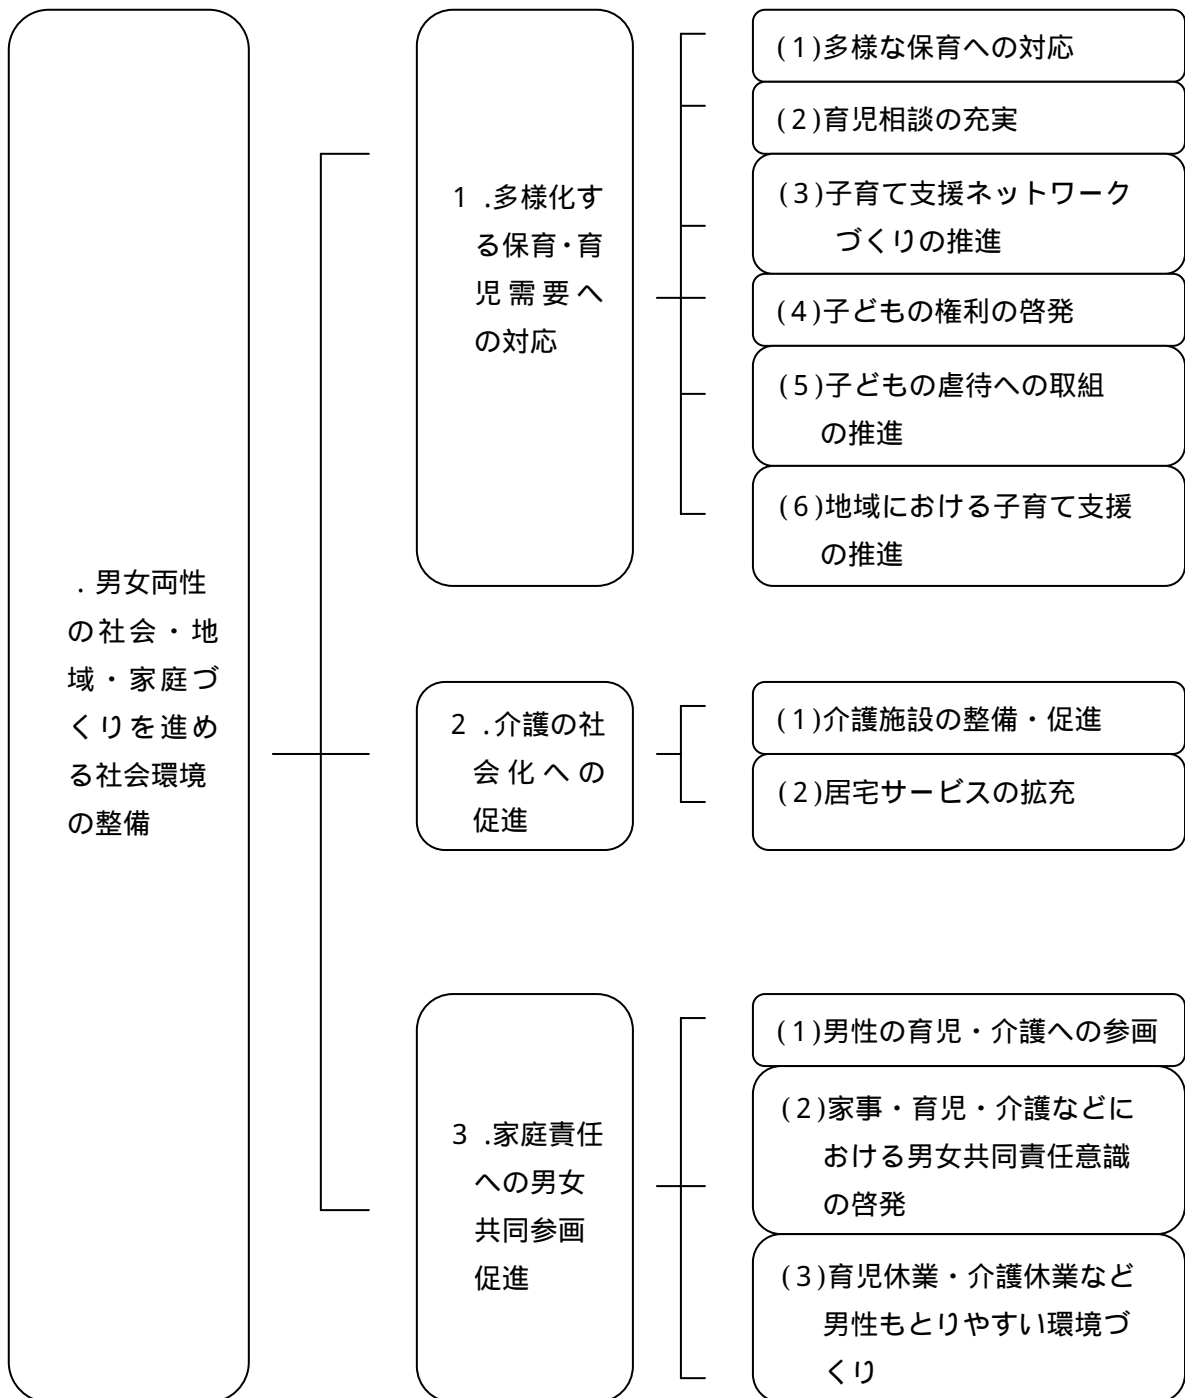 ．男女両性
の社会・地
域・家庭づ
くりを進め
る社会環境
の整備
1 .多様化す
る保育・育
児需要へ
の対応
(1)多様な保育への対応
(2)育児相談の充実
(3)子育て支援ネットワーク
づくりの推進
(4)子どもの権利の啓発
(5)子どもの虐待への取組
の推進
(6)地域における子育て支援
の推進
2 .介護の社
会化への
促進
(1)介護施設の整備・促進
(2)居宅サービスの拡充
3 .家庭責任
への男女
共同参画
促進
(1)男性の育児・介護への参画
(2)家事・育児・介護などに
おける男女共同責任意識
の啓発
(3)育児休業・介護休業など
男性もとりやすい環境づ
くり